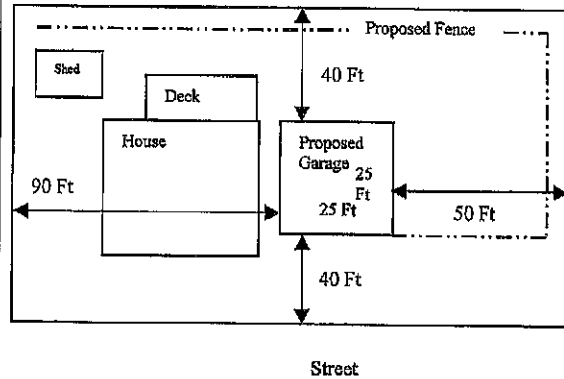 Proposed Fence
Shed
40 Ft
Deck
House
Proposed
Garage
25
Ft
25 Ft
90 Ft
50 Ft
40 Ft
Street